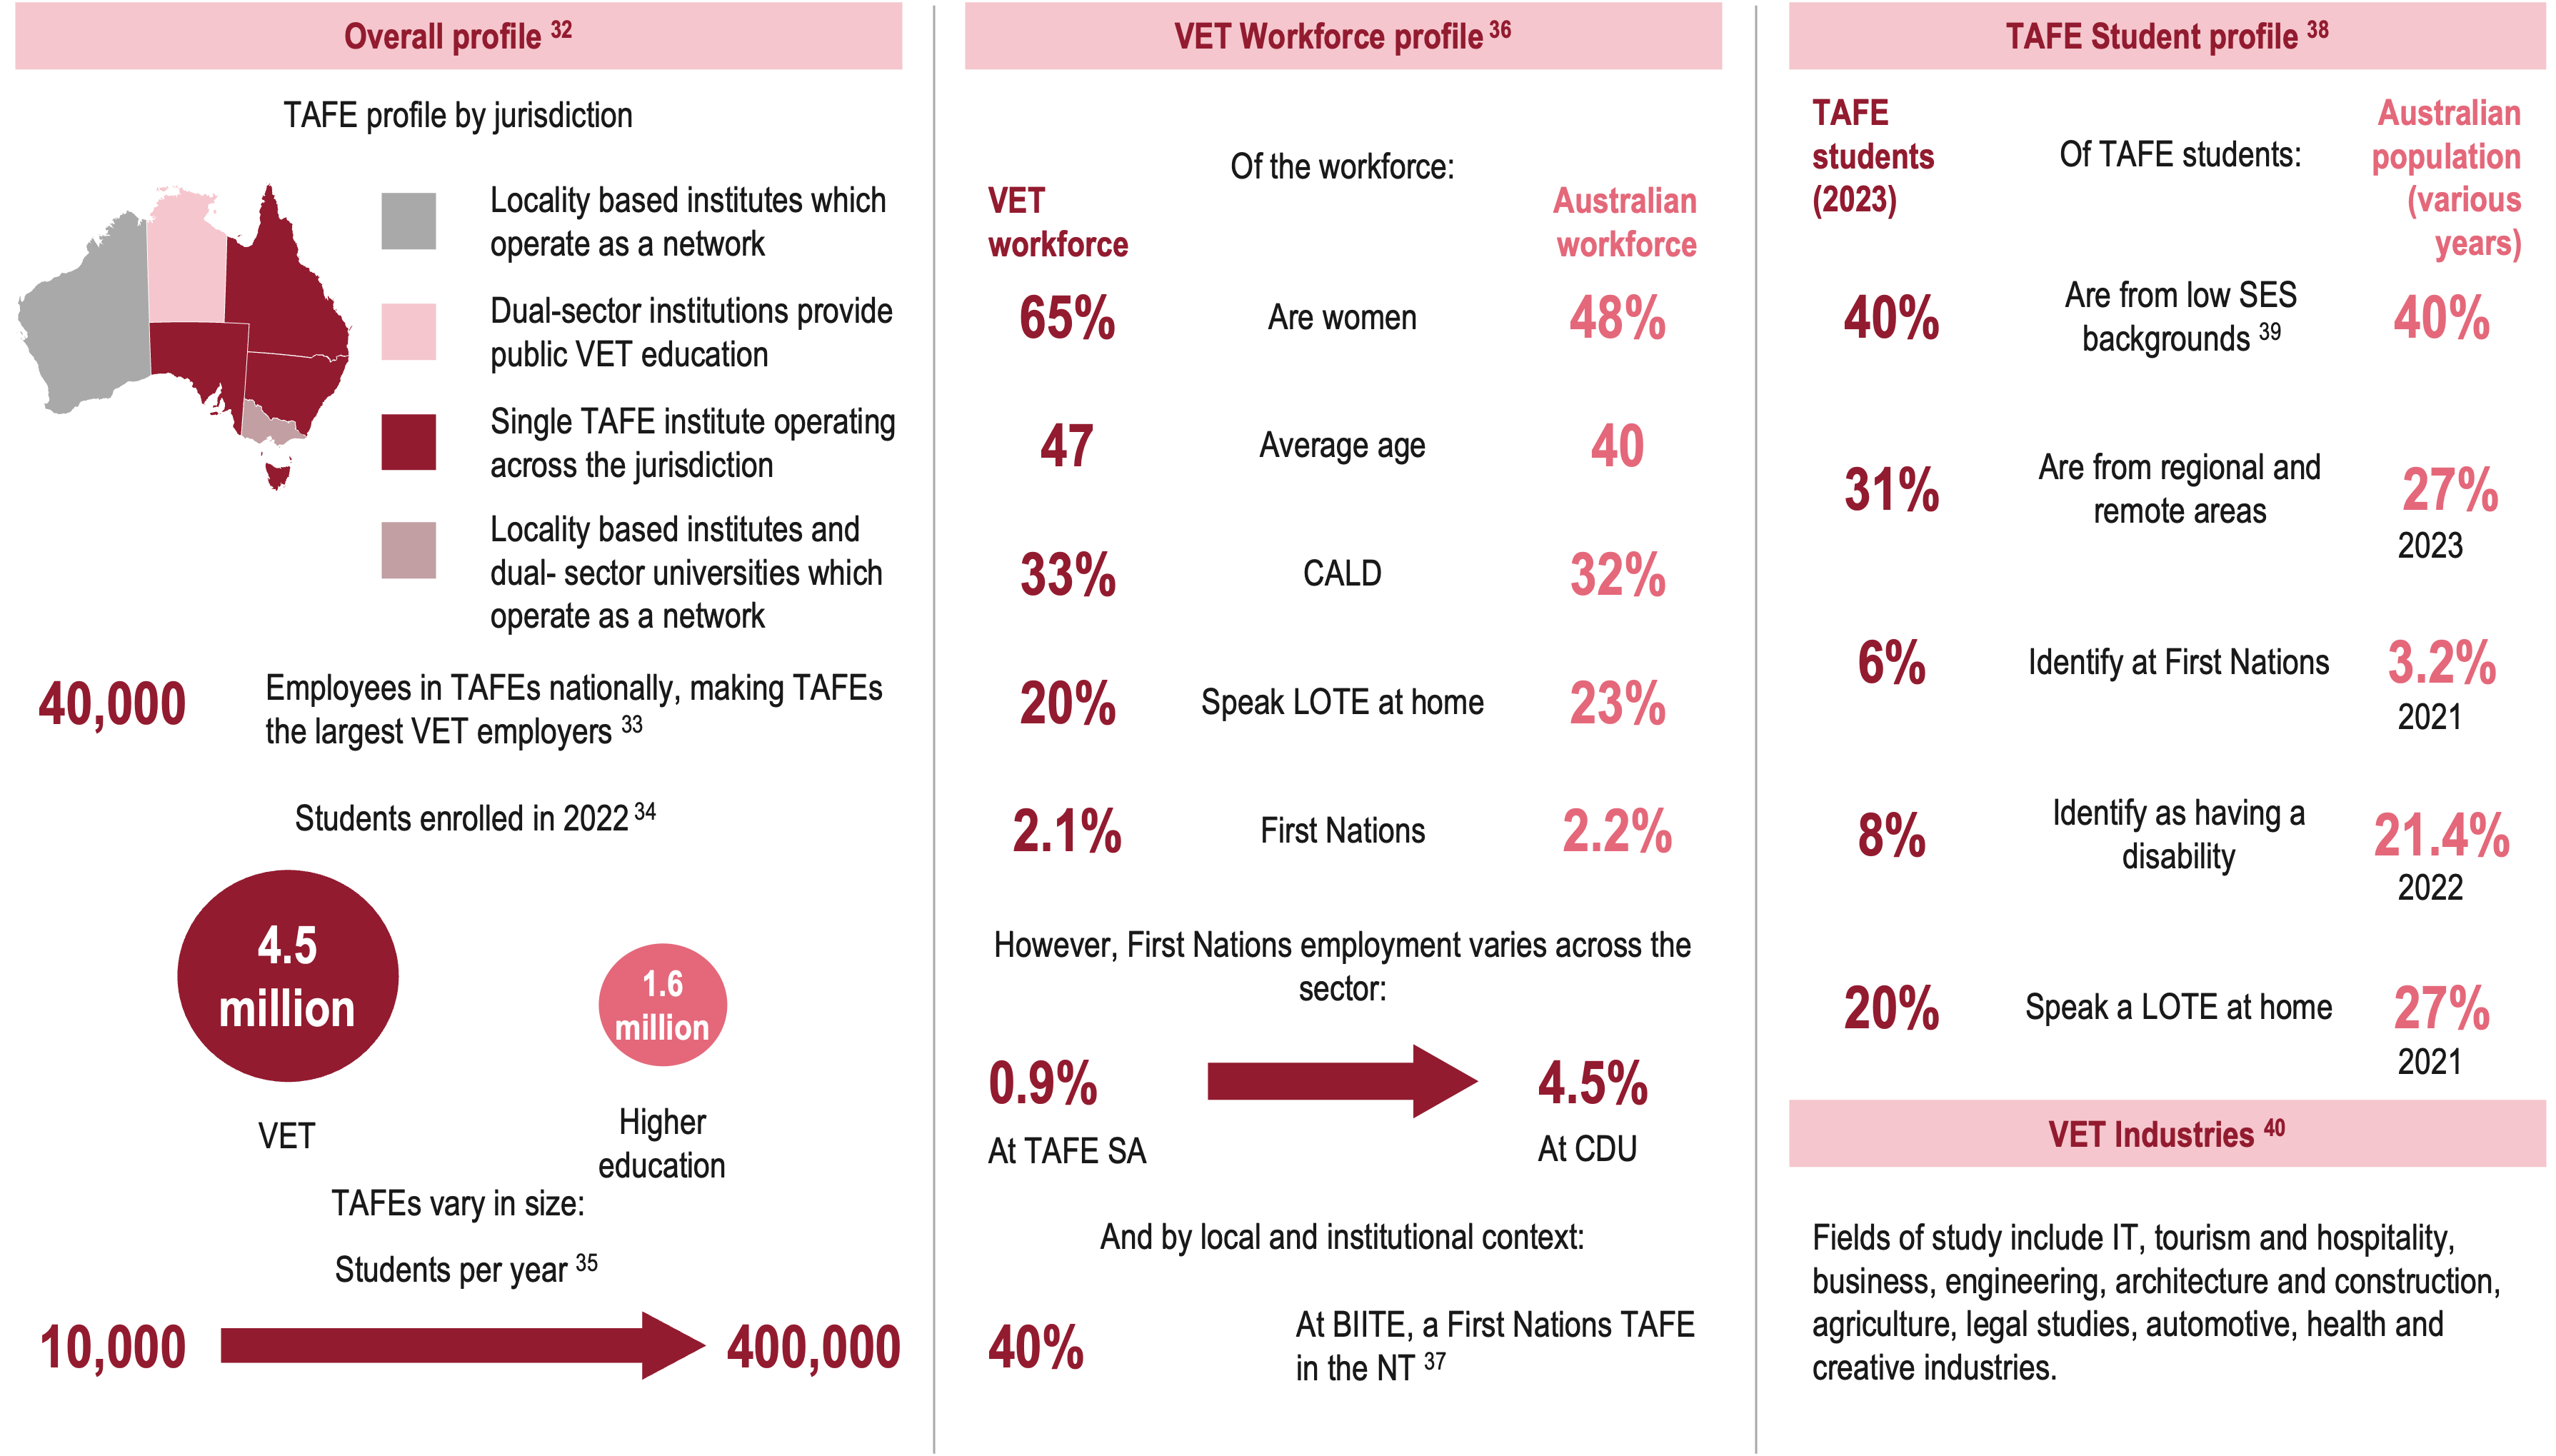 Overall profile 32
TAFE profile by jurisdiction
Locality based institutes which
operate as a network
Dual-sector institutions provide
public VET education
Single TAFE institute operating
across the jurisdiction
Locality based institutes and
dual- sector universities which
operate as a network
40,000
Employees in TAFEs nationally, making TAFEs
the largest VET employers 33
Students enrolled in 2022 34
4.5
million
VET
1.6
million
Higher
education
TAFEs vary in size:
Students per year 35
10,000
400,000
VET Workforce profile 36
Of the workforce:
VET
workforce
Australian
workforce
65% Are women 48%
47 Average age 40
33% CALD 32%
20% Speak LOTE at home 23%
2.1% First Nations 2.2%
However, First Nations employment varies across the
sector:
0.9%
At TAFE SA
4.5%
At CDU
And by local and institutional context:
40%
At BIITE, a First Nations TAFE
in the NT 37
TAFE Student profile 38
TAFE
students
(2023)
Of TAFE students:
Australian
population
(various
years)
40%
Are from low SES
backgrounds 39
40%
31%
Are from regional and
remote areas
27%
2023
6%
Identify at First Nations
3.2%
2021
8%
Identify as having a
disability
21.4%
2022
20%
Speak a LOTE at home
27%
2021
VET Industries 40
Fields of study include IT, tourism and hospitality,
business, engineering, architecture and construction,
agriculture, legal studies, automotive, health and
creative industries.